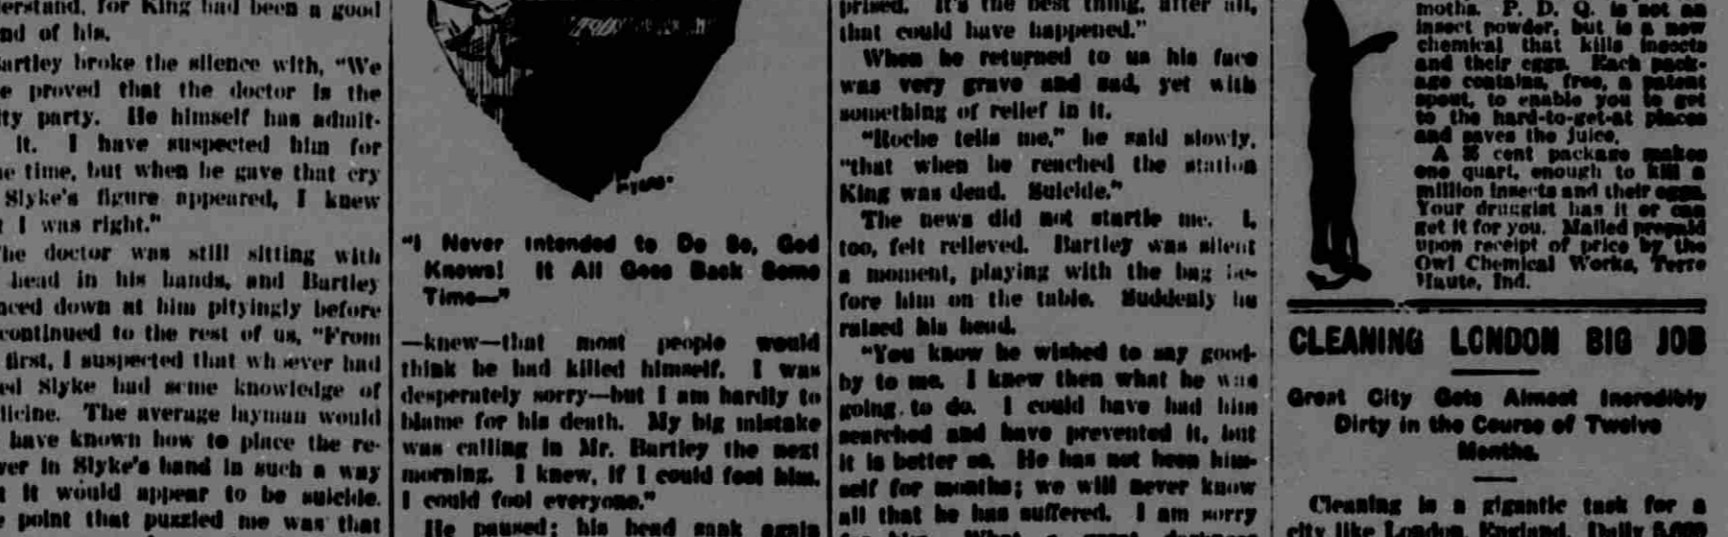 for King had been a good
nd of his.
artley broke the silence with, "We
e proved that the doctor is the
ty party. He himself has admit-
it. I have suspected him for
e time, but when he gave that cry
Slyke's figure appeared, I knew
t I was right."
he doctor was still sitting with
head in his hands, and Bartley
nced down at him pityingly before
continued to the rest of us, "From
first, I suspected that whoever had
ed Slyke had some knowledge of
dicine. The average layman would
have known how to place the re-
ver in Slyke's hand in such a way
t it would appear to be suicide.
e point that puzzled me was that
"I Never Intended to Do So, God
Knows! It All Goes Back Some
Time—"
—knew—that most people would
think he had killed himself. I was
desperately sorry—but I am hardly to
blame for his death. My big mistake
was calling in Mr. Bartley the next
morning. I knew, if I could fool him,
I could fool everyone."
He paused; his head sank again
prised. It's the best thing, after all,
that could have happened."
When he returned to us his face
was very grave and sad, yet with
something of relief in it.
"Roche tells me," he said slowly,
"that when he reached the station
King was dead. Suicide."
The news did not startle me. I,
too, felt relieved. Bartley was silent
a moment, playing with the bag be-
fore him on the table. Suddenly he
raised his head.
"You know he wished to say good-
by to me. I knew then what he was
going to do. I could have had him
searched and have prevented it, but
it is better so. He has not been him-
self for months; we will never know
all that he has suffered. I am sorry
What a great darkness
moths. P. D. Q. is not an
insect powder, but is a new
chemical that kills insects
and their eggs. Each pack-
age contains, free, a patent
spout, to enable you to get
to the hard-to-get-at places
and saves the juice.
A cent package makes
one quart, enough to kill a
million insects and their eggs.
Your druggist has it or can
get it for you. Mailed prepaid
upon receipt of price by the
Owl Chemical Works, Terre
Haute, Ind.
CLEANING LONDON BIG JOB
Great City Gets Almost Incredibly
Dirty in the Course of Twelve
Months.
Cleaning is a gigantic task for a
city like London, England. Daily 5,000